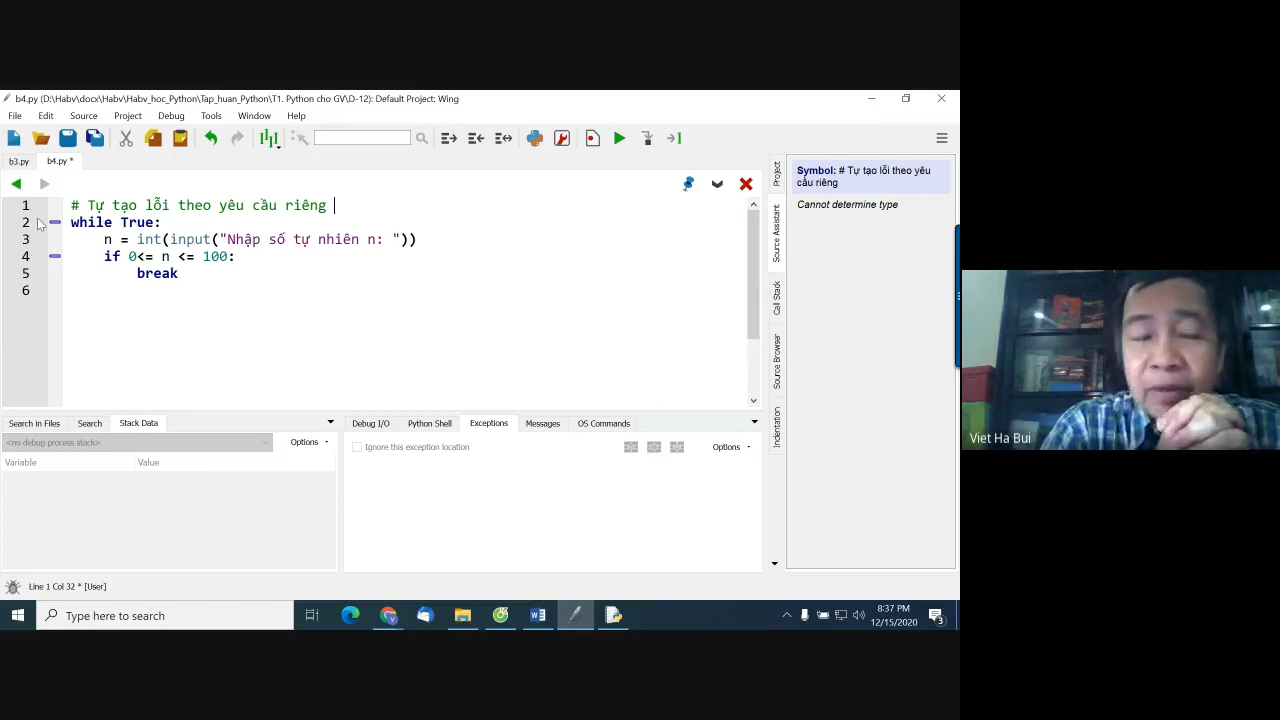 b4.py (D:\Habv\docx\Habv\Habv_hoc_Python\Tap_huan_Python\T1. Python cho GV\D-12): Default Project: Wing
File Edit Source Project Debug Tools Window Help
b3.py b4.py *
1 # Tự tạo lỗi theo yêu cầu riêng
2 while True:
3 n = int(input("Nhập số tự nhiên n: "))
4 if 0<= n <= 100:
5 break
6
Project
Source Assistant
Call Stack
Source Browser
Indentation
Symbol: # Tự tạo lỗi theo yêu
cầu riêng
Cannot determine type
Search in Files Search Stack Data
<no debug process stack> Options
Variable Value
Debug I/O Python Shell Exceptions Messages OS Commands
Ignore this exception location Options
Line 1 Col 32 * [User]
Type here to search
8:37 PM
12/15/2020
3
Viet Ha Bui